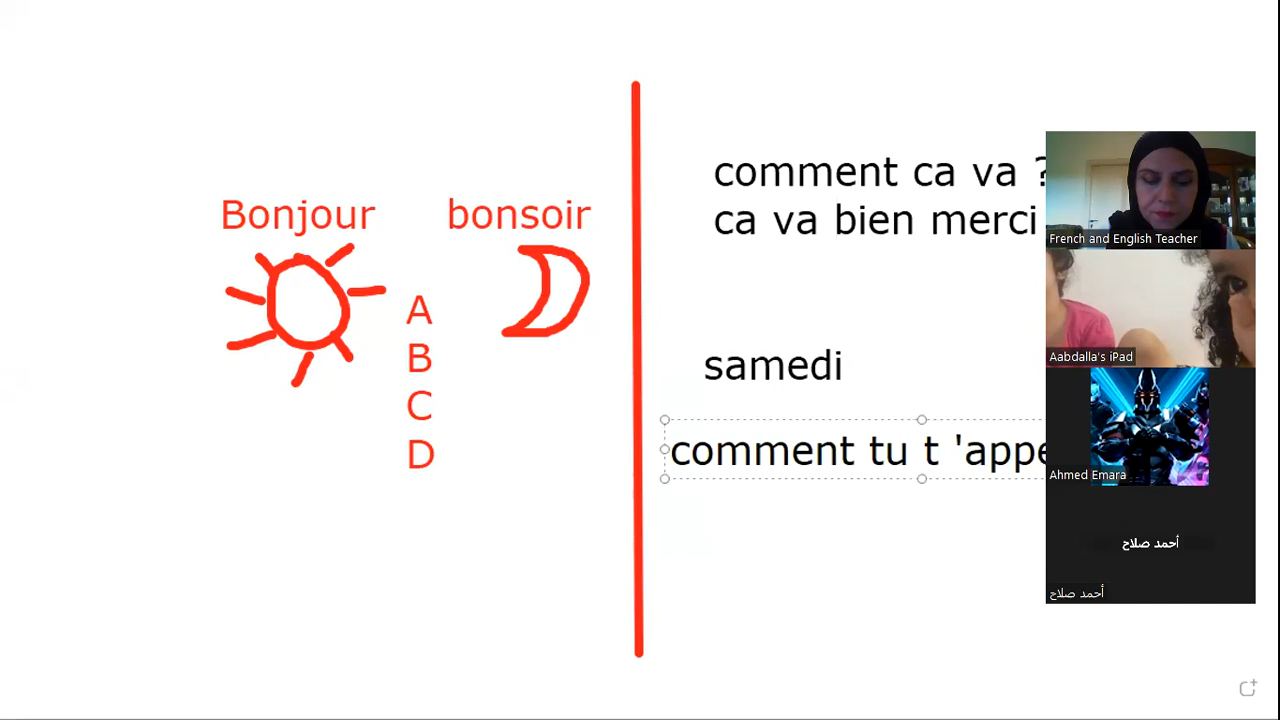 Bonjour bonsoir
A
B
C
D
comment ca va ?
ca va bien merci
samedi
comment tu t 'appe
French and English Teacher
Aabdalla's iPad
Ahmed Emara
أحمد صلاح
أحمد صلاح